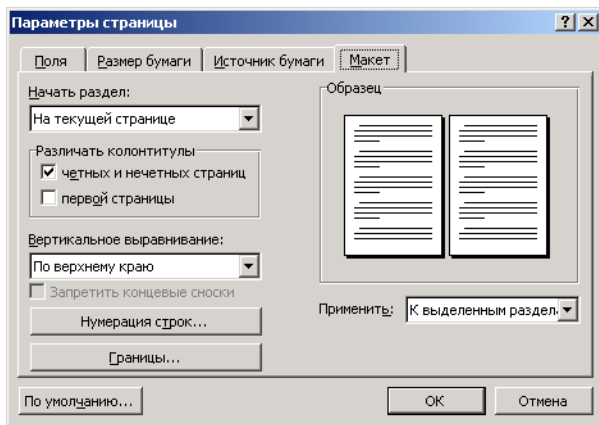 Параметры страницы
Поля
Размер бумаги
Источник бумаги
Макет
Начать раздел:
На текущей странице
Различать колонтитулы
четных и нечетных страниц
первой страницы
Вертикальное выравнивание:
По верхнему краю
Запретить концевые сноски
Нумерация строк...
Границы...
Образец
Применить:
К выделенным раздел
По умолчанию...
ОК
Отмена